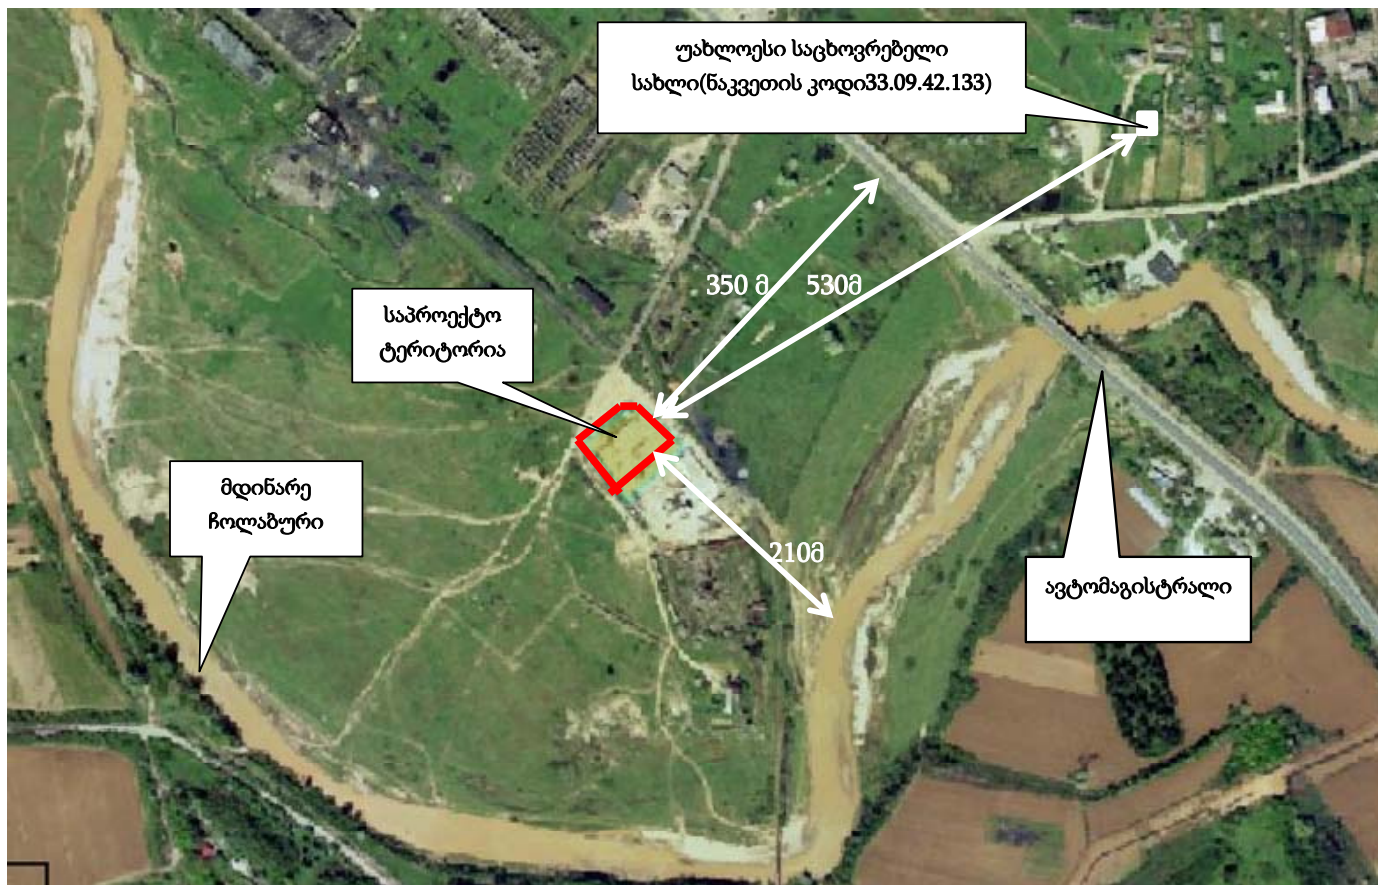 უახლოესი საცხოვრებელი
სახლი(ნაკვეთის კოდი33.09.42.133)
350 მ
530მ
საპროექტო
ტერიტორია
მდინარე
ჩოლაბური
210მ
ავტომაგისტრალი